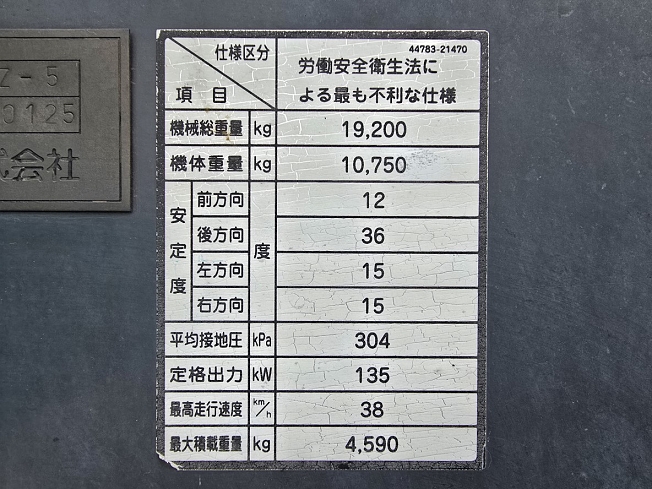 Z-5
0125
式会社
44783-21470
仕様区分
項目
労働安全衛生法に
よる最も不利な仕様
機械総重量 kg 19,200
機体重量 kg 10,750
安定度 度
前方向 12
後方向 36
左方向 15
右方向 15
平均接地圧 kPa 304
定格出力 kW 135
最高走行速度 km/h 38
最大積載重量 kg 4,590